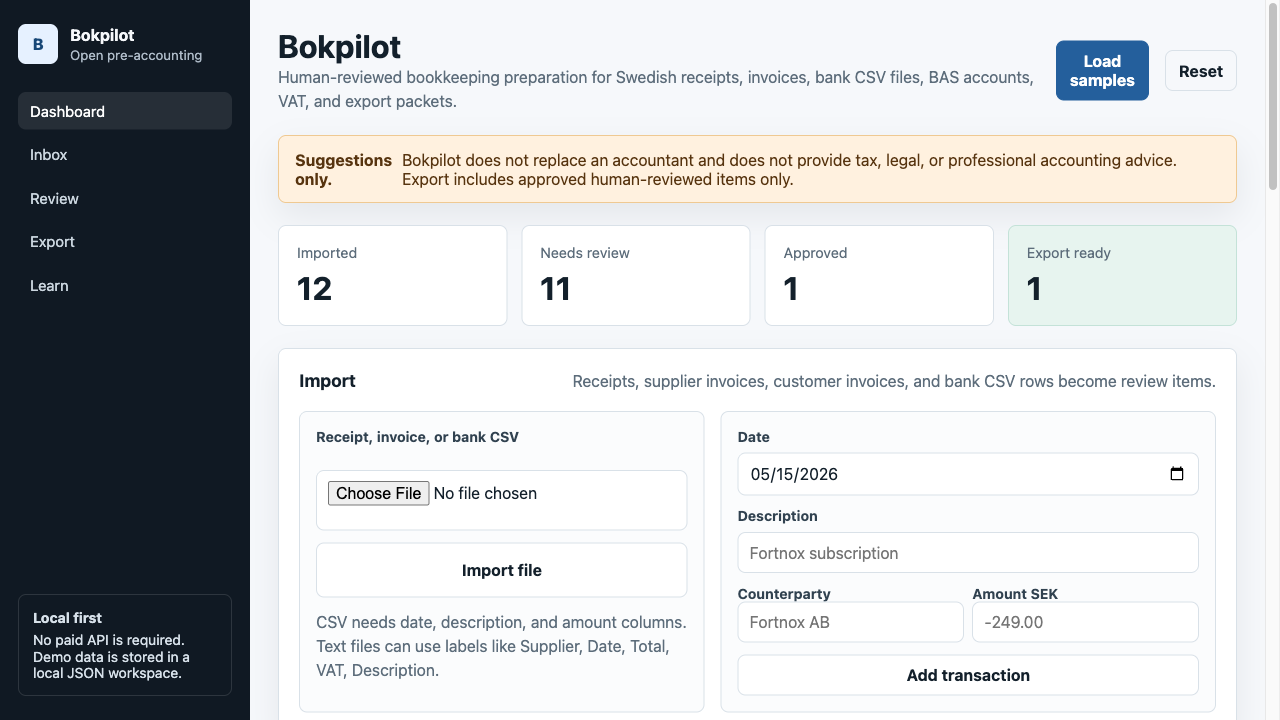 B
Bokpilot
Open pre-accounting
Dashboard
Inbox
Review
Export
Learn
Local first
No paid API is required.
Demo data is stored in a
local JSON workspace.
Bokpilot
Human-reviewed bookkeeping preparation for Swedish receipts, invoices, bank CSV files, BAS accounts,
VAT, and export packets.
Load
samples
Reset
Suggestions
only.
Bokpilot does not replace an accountant and does not provide tax, legal, or professional accounting advice.
Export includes approved human-reviewed items only.
Imported
12
Needs review
11
Approved
1
Export ready
1
Import
Receipts, supplier invoices, customer invoices, and bank CSV rows become review items.
Receipt, invoice, or bank CSV
Choose File No file chosen
Import file
CSV needs date, description, and amount columns.
Text files can use labels like Supplier, Date, Total,
VAT, Description.
Date
05/15/2026
Description
Fortnox subscription
Counterparty
Fortnox AB
Amount SEK
-249.00
Add transaction